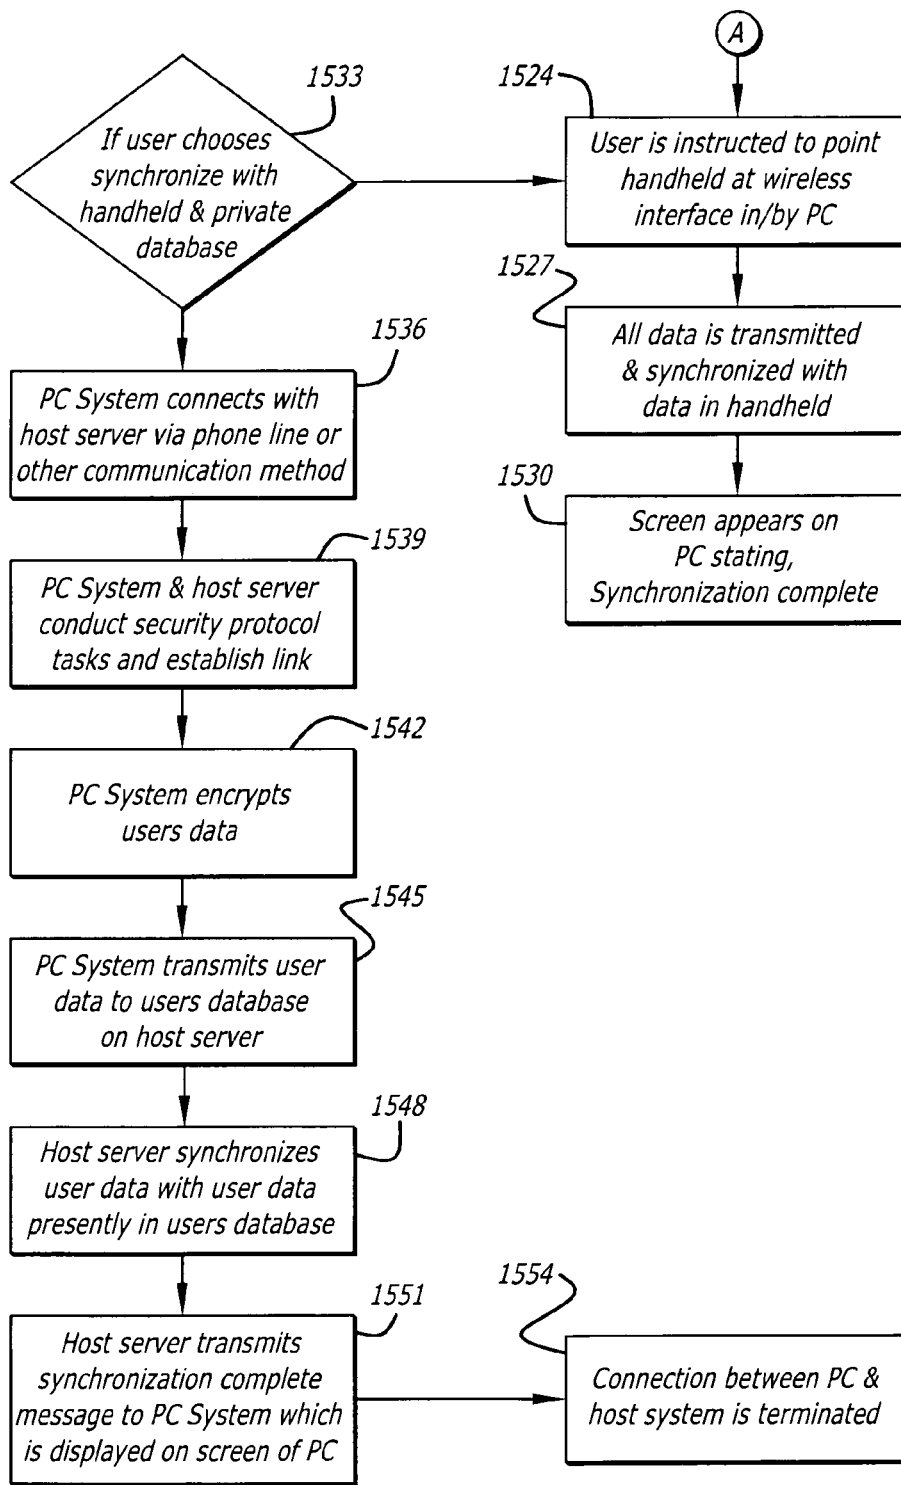 1533
If user chooses
synchronize with
handheld & private
database
A
1524
User is instructed to point
handheld at wireless
interface in/by PC
1527
All data is transmitted
& synchronized with
data in handheld
1530
Screen appears on
PC stating,
Synchronization complete
1536
PC System connects with
host server via phone line or
other communication method
1539
PC System & host server
conduct security protocol
tasks and establish link
1542
PC System encrypts
users data
1545
PC System transmits user
data to users database
on host server
1548
Host server synchronizes
user data with user data
presently in users database
1551
Host server transmits
synchronization complete
message to PC System which
is displayed on screen of PC
1554
Connection between PC &
host system is terminated